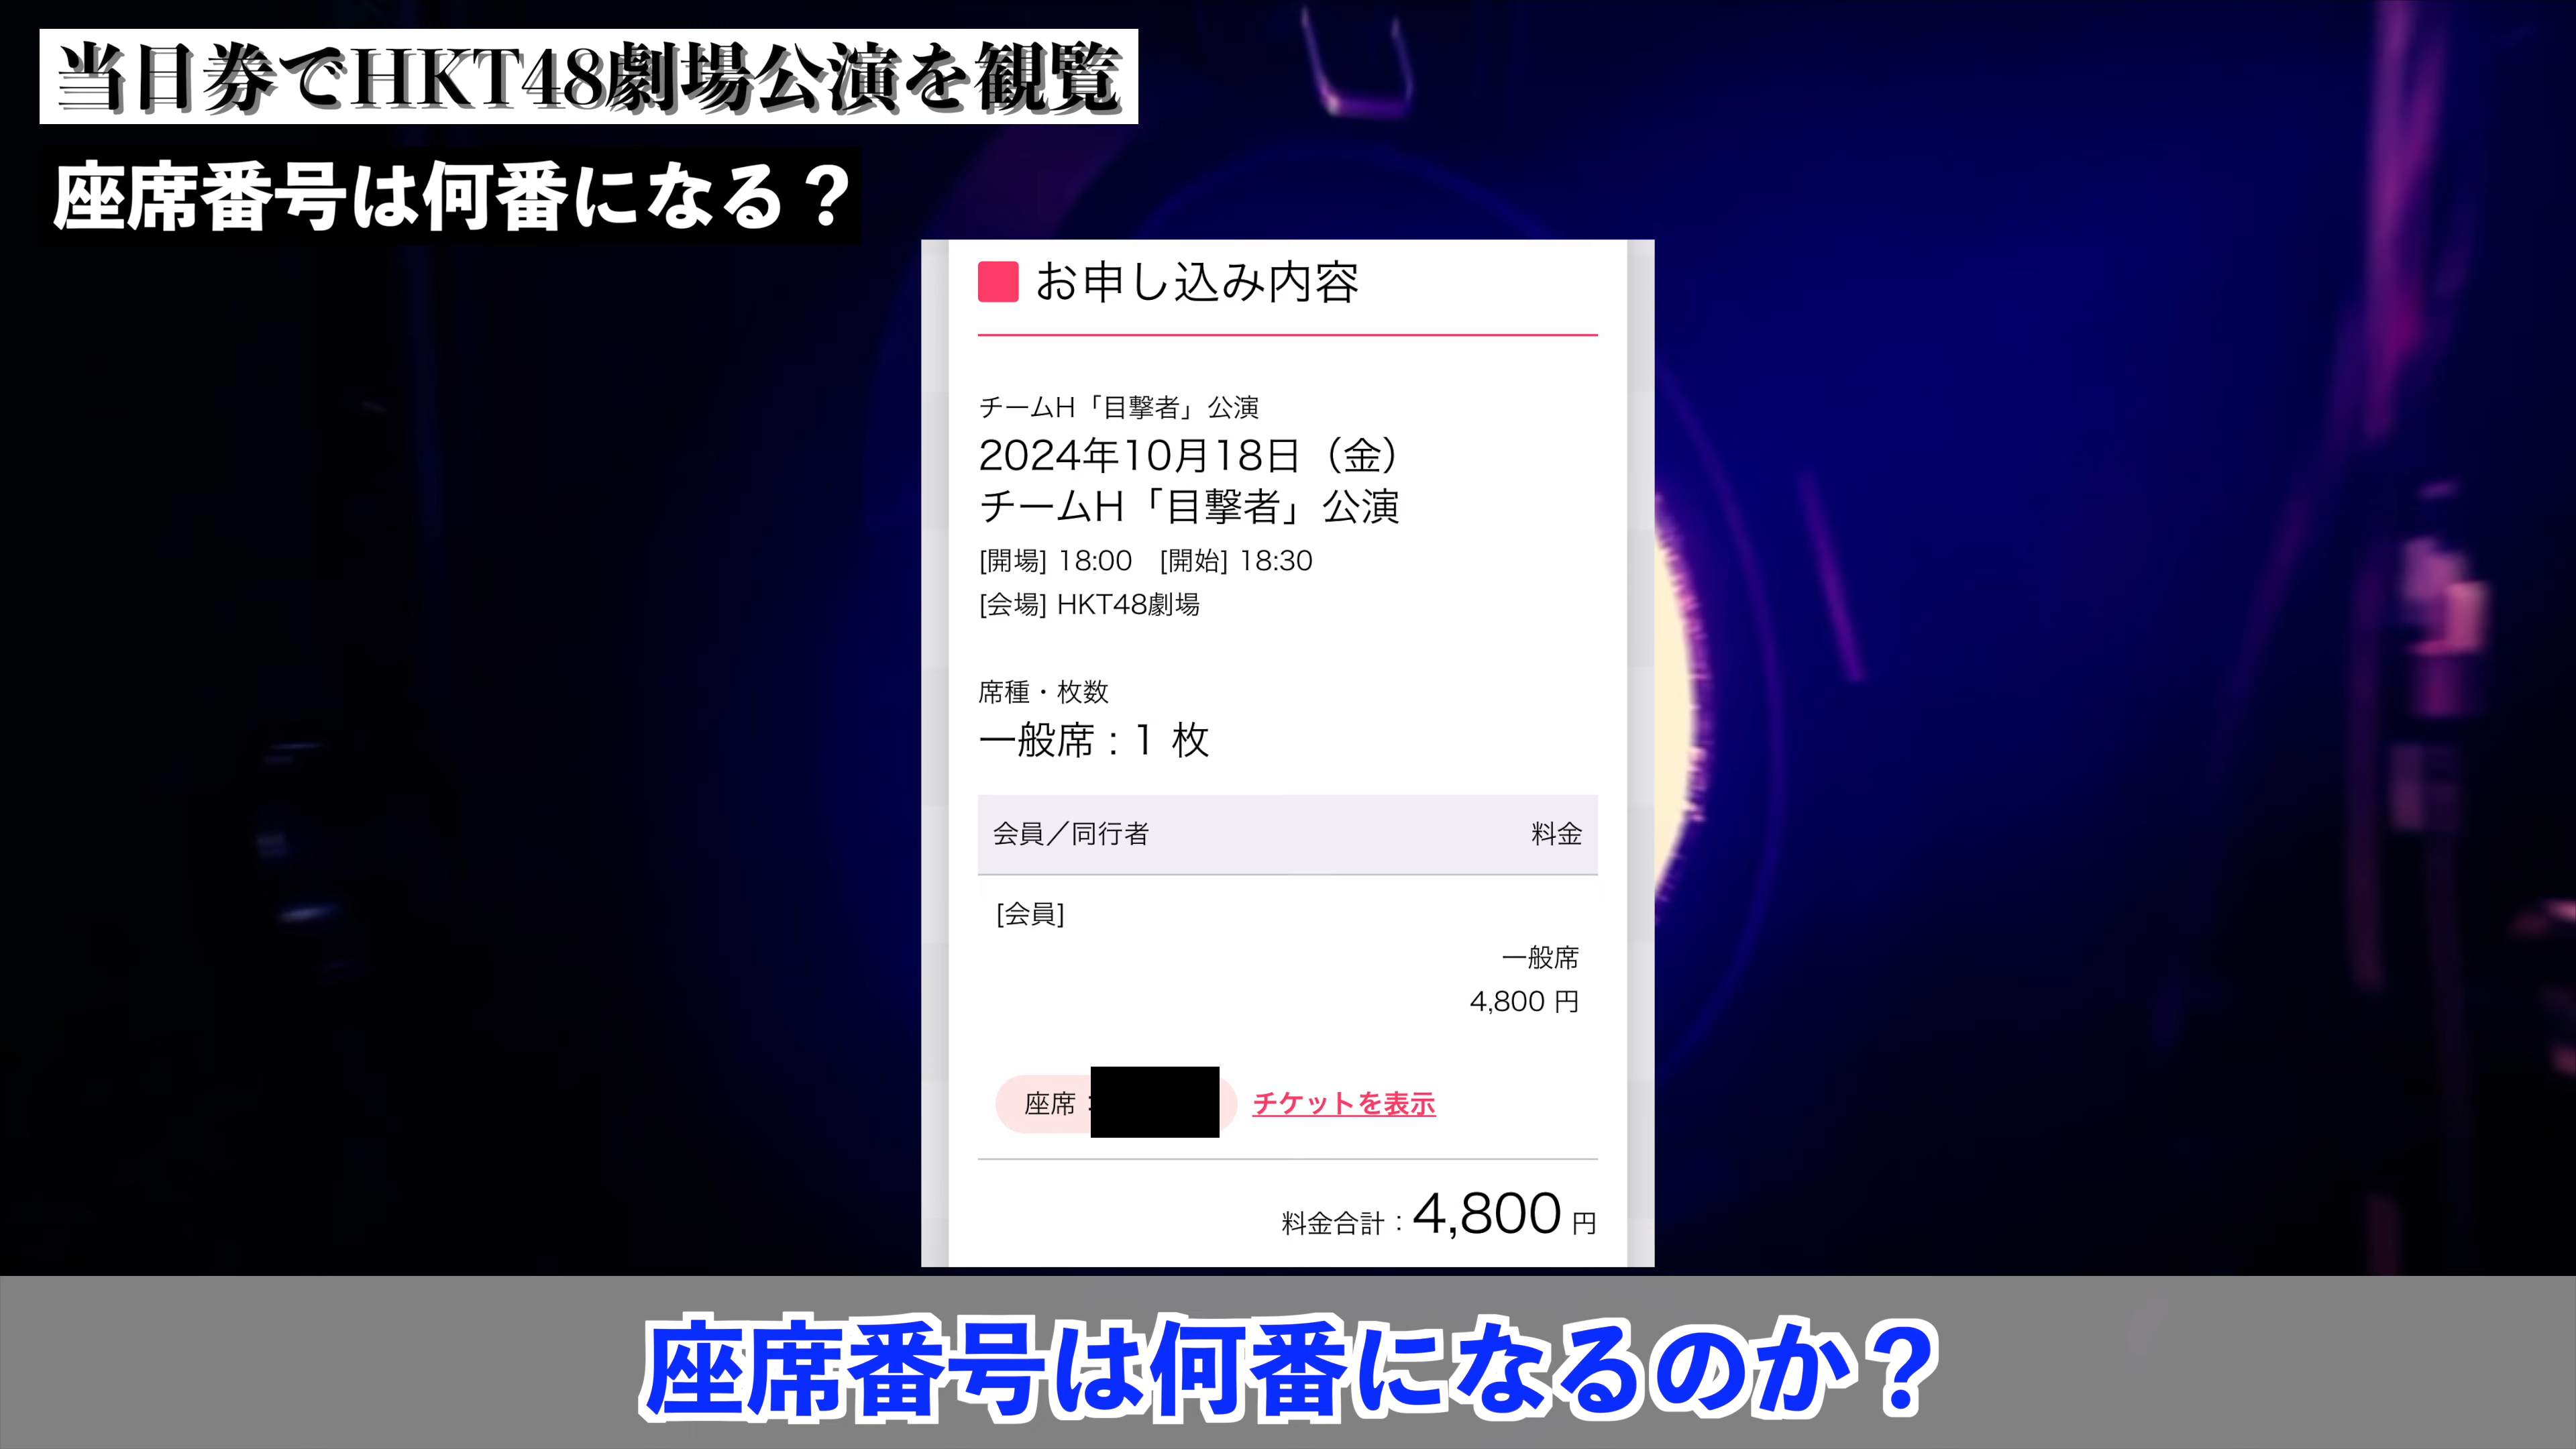 当日券でHKT48劇場公演を観覧
座席番号は何番になる？
お申し込み内容
チームH「目撃者」公演
2024年10月18日（金）
チームH「目撃者」公演
[開場] 18:00　[開始] 18:30
[会場] HKT48劇場
席種・枚数
一般席 : 1 枚
会員／同行者　料金
[会員]
一般席
4,800 円
座席 :　チケットを表示
料金合計 : 4,800 円
座席番号は何番になるのか？